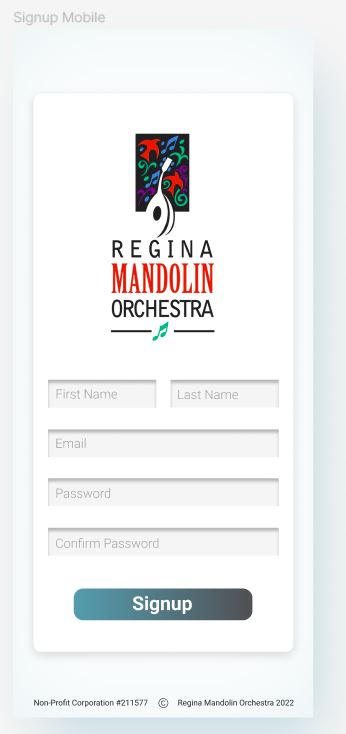 Signup Mobile
REGINA
MANDOLIN
ORCHESTRA
First Name Last Name
Email
Password
Confirm Password
Signup
Non-Profit Corporation #211577 © Regina Mandolin Orchestra 2022